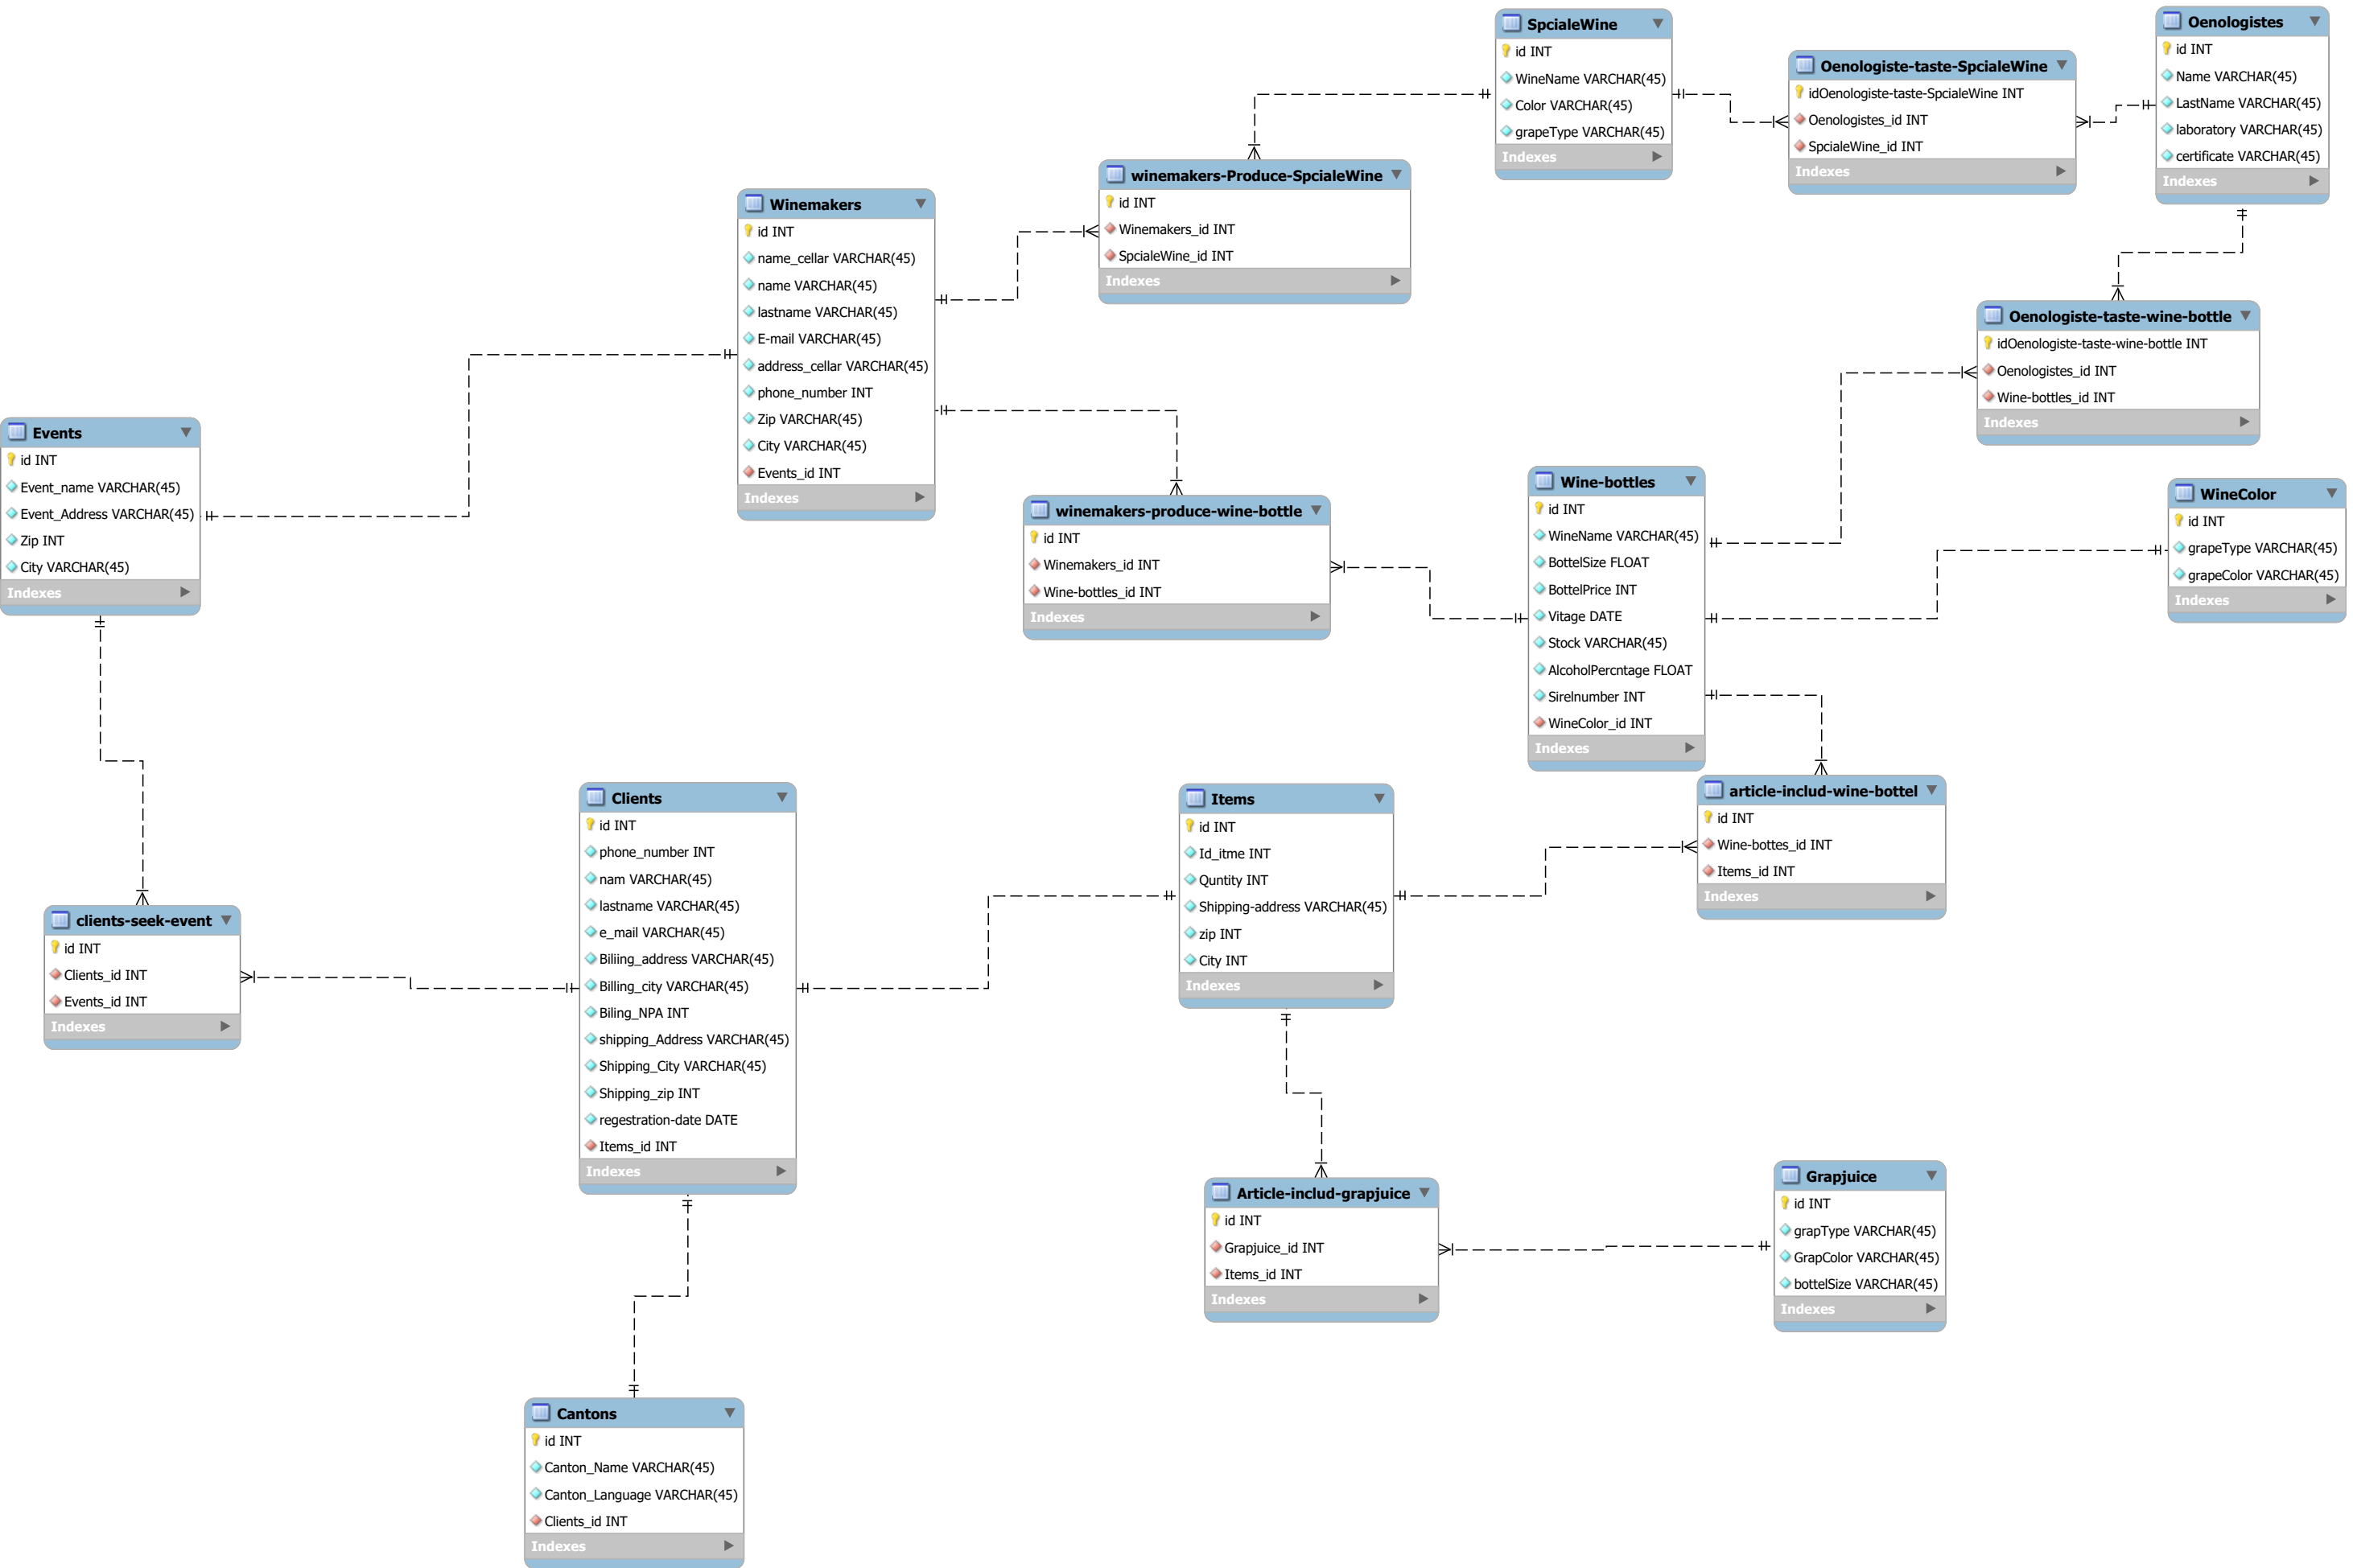 SpcialeWine
id INT
WineName VARCHAR(45)
Color VARCHAR(45)
grapeType VARCHAR(45)
Indexes
Oenologiste-taste-SpcialeWine
idOenologiste-taste-SpcialeWine INT
Oenologistes_id INT
SpcialeWine_id INT
Indexes
Oenologistes
id INT
Name VARCHAR(45)
LastName VARCHAR(45)
laboratory VARCHAR(45)
certificate VARCHAR(45)
Indexes
winemakers-Produce-SpcialeWine
id INT
Winemakers_id INT
SpcialeWine_id INT
Indexes
Winemakers
id INT
name_cellar VARCHAR(45)
name VARCHAR(45)
lastname VARCHAR(45)
E-mail VARCHAR(45)
address_cellar VARCHAR(45)
phone_number INT
Zip VARCHAR(45)
City VARCHAR(45)
Events_id INT
Indexes
Oenologiste-taste-wine-bottle
idOenologiste-taste-wine-bottle INT
Oenologistes_id INT
Wine-bottles_id INT
Indexes
Events
id INT
Event_name VARCHAR(45)
Event_Address VARCHAR(45)
Zip INT
City VARCHAR(45)
Indexes
winemakers-produce-wine-bottle
id INT
Winemakers_id INT
Wine-bottles_id INT
Indexes
Wine-bottles
id INT
WineName VARCHAR(45)
BottelSize FLOAT
BottelPrice INT
Vitage DATE
Stock VARCHAR(45)
AlcoholPercntage FLOAT
Sirelnumber INT
WineColor_id INT
Indexes
WineColor
id INT
grapeType VARCHAR(45)
grapeColor VARCHAR(45)
Indexes
clients-seek-event
id INT
Clients_id INT
Events_id INT
Indexes
Clients
id INT
phone_number INT
nam VARCHAR(45)
lastname VARCHAR(45)
e_mail VARCHAR(45)
Biliing_address VARCHAR(45)
Billing_city VARCHAR(45)
Biling_NPA INT
shipping_Address VARCHAR(45)
Shipping_City VARCHAR(45)
Shipping_zip INT
regestration-date DATE
Items_id INT
Indexes
Items
id INT
Id_itme INT
Quntity INT
Shipping-address VARCHAR(45)
zip INT
City INT
Indexes
article-includ-wine-bottel
id INT
Wine-bottes_id INT
Items_id INT
Indexes
Article-includ-grapjuice
id INT
Grapjuice_id INT
Items_id INT
Indexes
Grapjuice
id INT
grapType VARCHAR(45)
GrapColor VARCHAR(45)
bottelSize VARCHAR(45)
Indexes
Cantons
id INT
Canton_Name VARCHAR(45)
Canton_Language VARCHAR(45)
Clients_id INT
Indexes